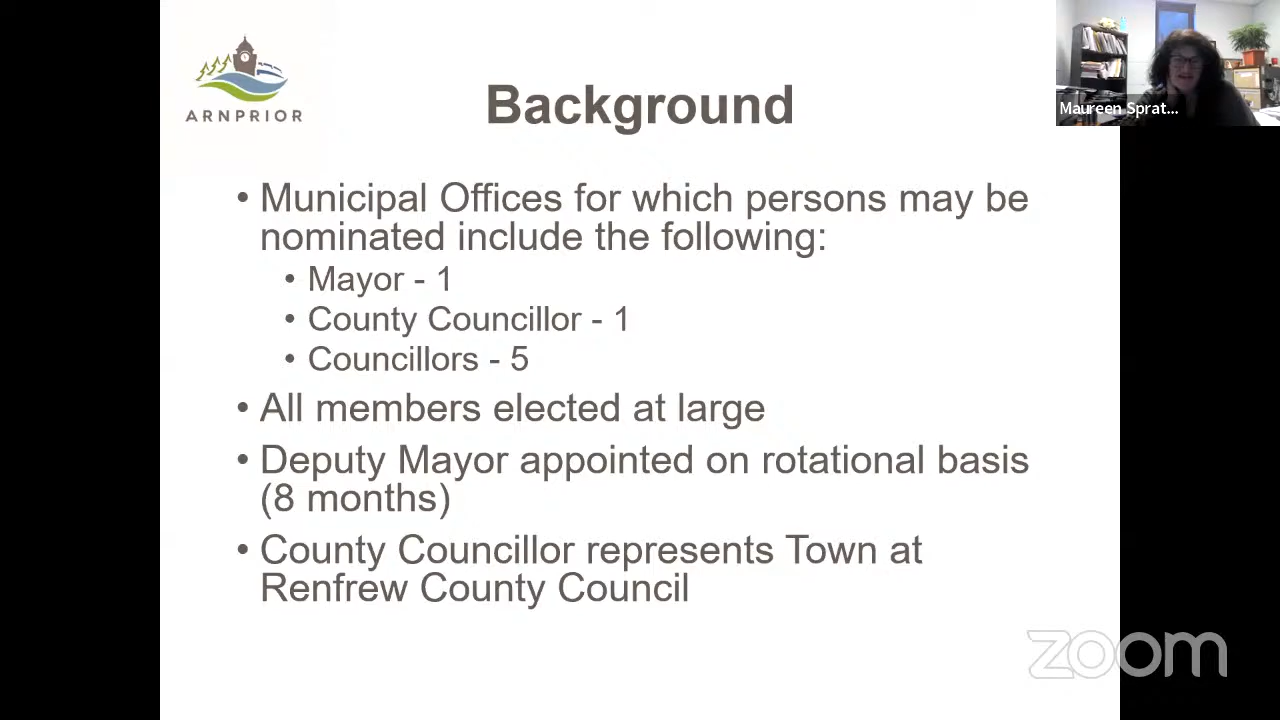 ARNPRIOR
Background
Maureen Sprat...
• Municipal Offices for which persons may be
nominated include the following:
• Mayor - 1
• County Councillor - 1
• Councillors - 5
• All members elected at large
• Deputy Mayor appointed on rotational basis
(8 months)
• County Councillor represents Town at
Renfrew County Council
zoom